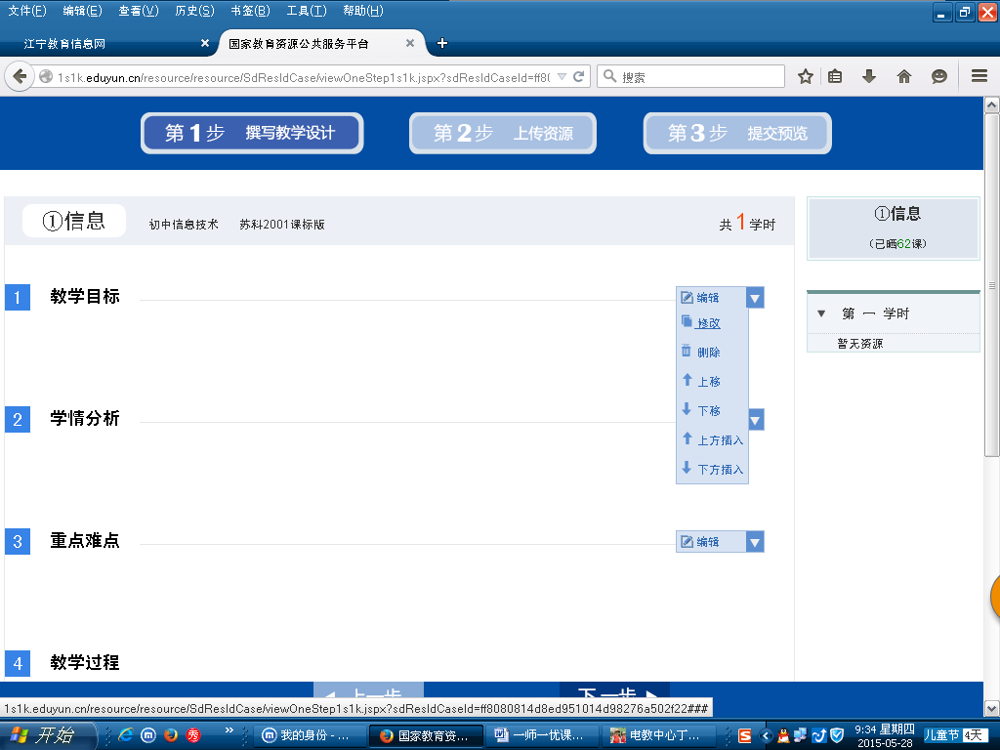 文件(F) 编辑(E) 查看(V) 历史(S) 书签(B) 工具(T) 帮助(H)
江宁教育信息网 × 国家教育资源公共服务平台 × +
1s1k.eduyun.cn/resource/resource/SdResIdCase/viewOneStep1s1k.jspx?sdResIdCaseId=ff80 搜索
第1步 撰写教学设计 第2步 上传资源 第3步 提交预览
①信息 初中信息技术 苏科2001课标版 共1学时
①信息
(已晒62课)
第 一 学时
暂无资源
1 教学目标 编辑
修改
删除
上移
下移
上方插入
下方插入
2 学情分析
3 重点难点 编辑
4 教学过程
上一步 下一步
1s1k.eduyun.cn/resource/resource/SdResIdCase/viewOneStep1s1k.jspx?sdResIdCaseId=ff8080814d8ed951014d98276a502f22###
开始 » 我的身份 - ... 国家教育资... 一师一优课... 电教中心丁... 9:34 星期四
2015-05-28
儿童节 4天